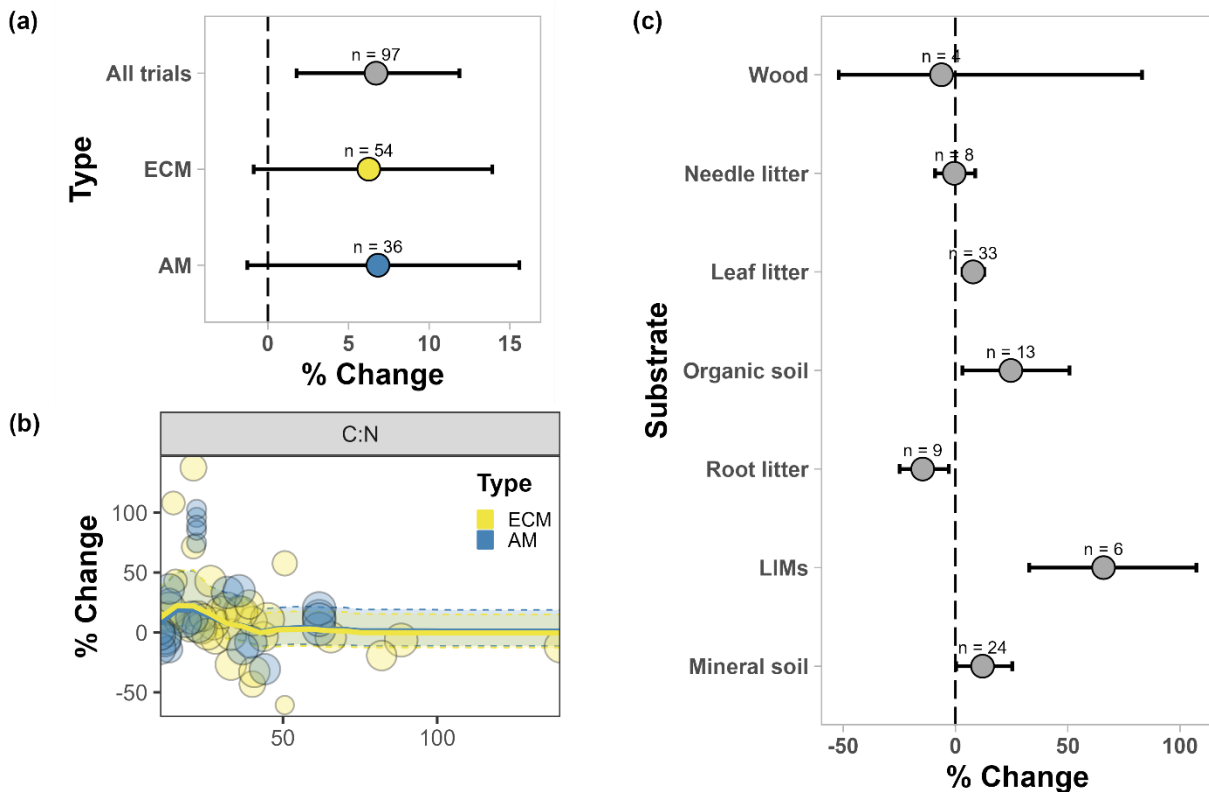 (a)
All trials
ECM
AM
Type
n = 97
n = 54
n = 36
0 5 10 15
% Change
(b)
C:N
% Change
100
50
0
-50
Type
ECM
AM
50 100
(c)
Substrate
Wood
n = 4
Needle litter
n = 8
Leaf litter
n = 33
Organic soil
n = 13
Root litter
n = 9
LIMs
n = 6
Mineral soil
n = 24
-50 0 50 100
% Change